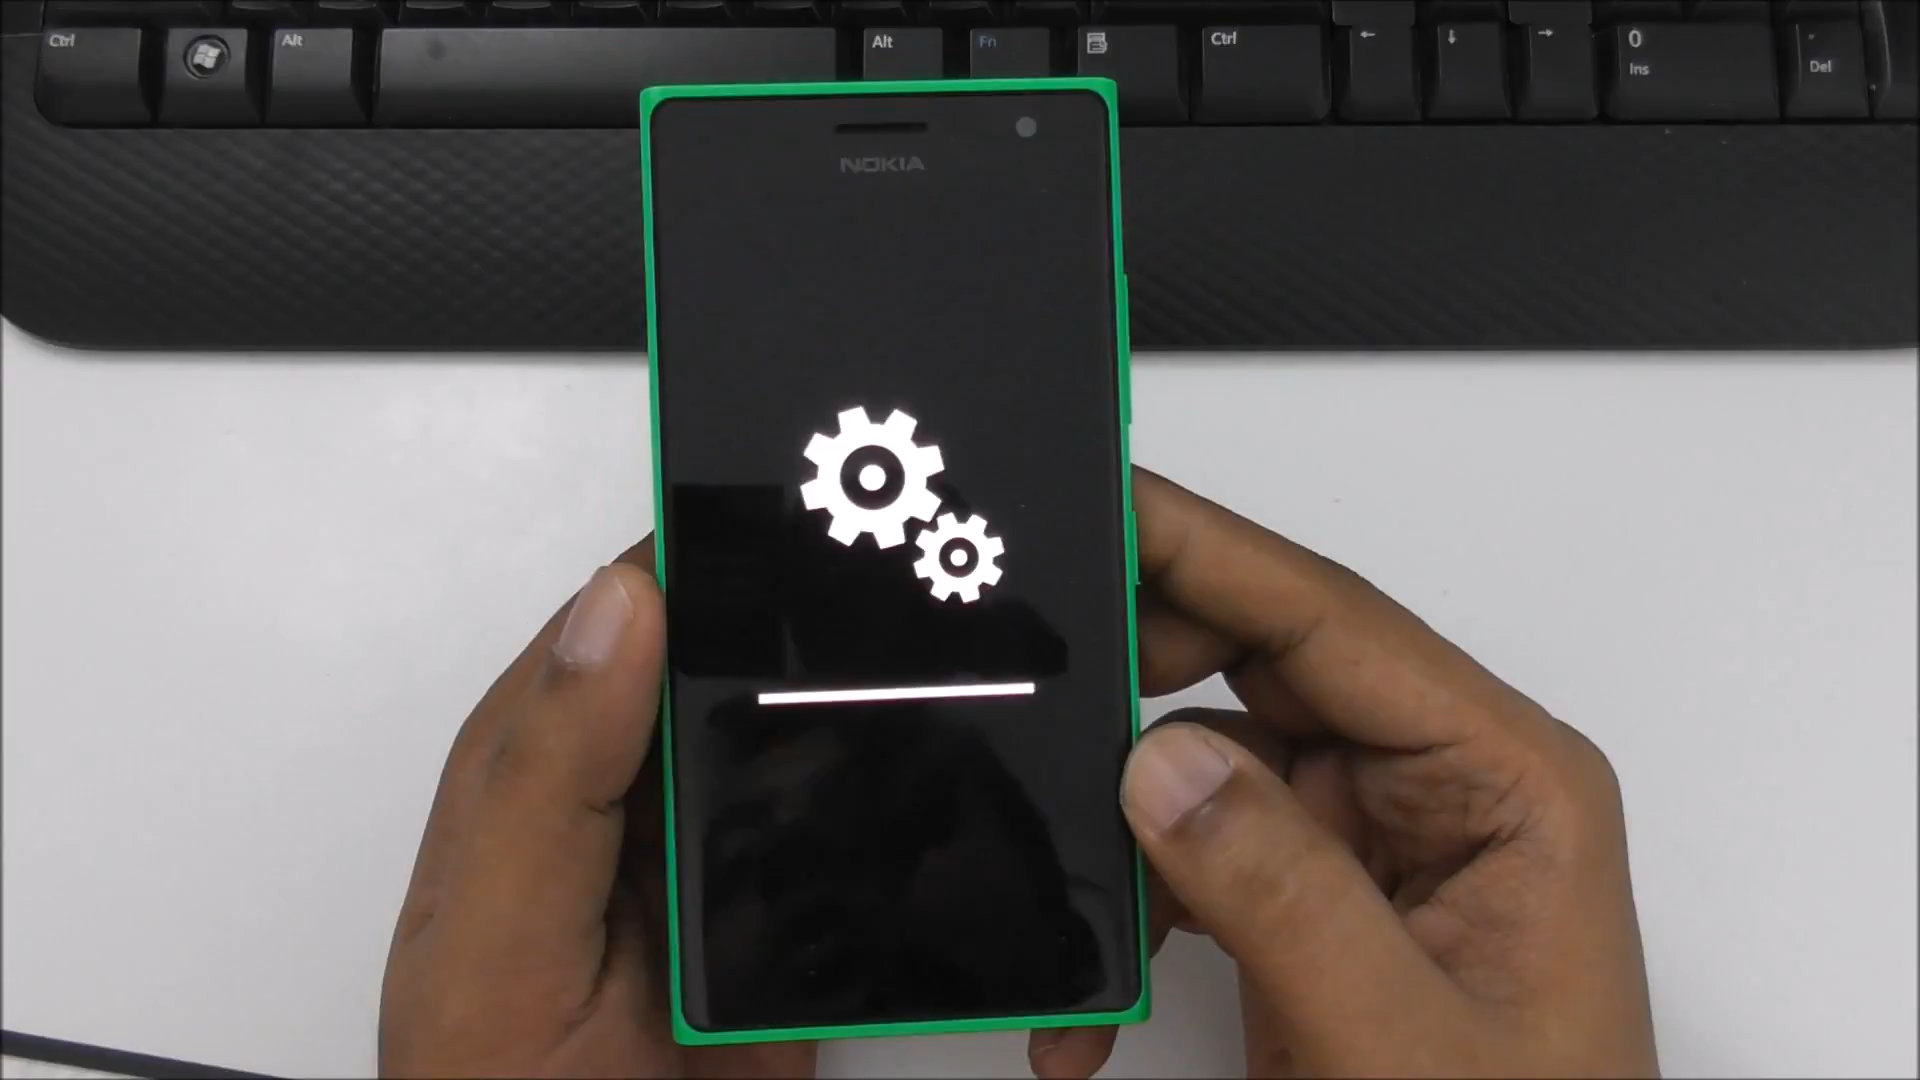 Ctrl
Alt
Alt
Fn
Ctrl
←
↓
→
0
Ins
.
Del
NOKIA